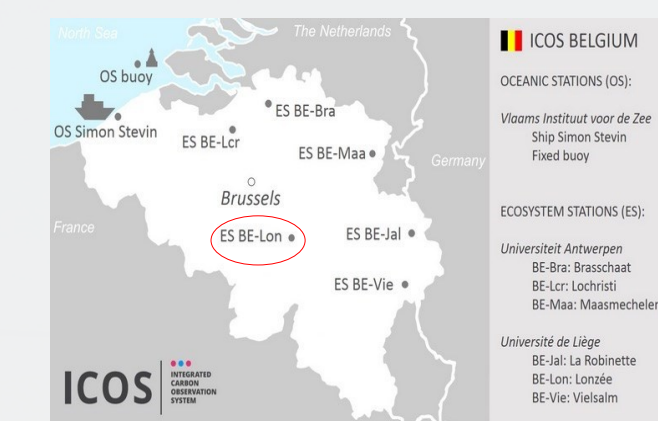 North Sea
The Netherlands
OS buoy
OS Simon Stevin
ES BE-Bra
ES BE-Lcr
ES BE-Maa
Germany
Brussels
France
ES BE-Lon
ES BE-Jal
ES BE-Vie
ICOS
INTEGRATED
CARBON
OBSERVATION
SYSTEM
ICOS BELGIUM
OCEANIC STATIONS (OS):
Vlaams Instituut voor de Zee
Ship Simon Stevin
Fixed buoy
ECOSYSTEM STATIONS (ES):
Universiteit Antwerpen
BE-Bra: Brasschaat
BE-Lcr: Lochristi
BE-Maa: Maasmechelen
Université de Liège
BE-Jal: La Robinette
BE-Lon: Lonzée
BE-Vie: Vielsalm